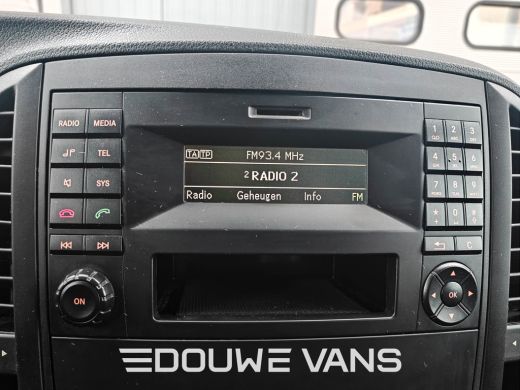 RADIO MEDIA
TEL
SYS
ON
TA TP FM93.4 MHz
2 RADIO 2
Radio Geheugen Info FM
1 2 3
4 5 6
7 8 9
* 0 #
C
OK
DOUWE VANS